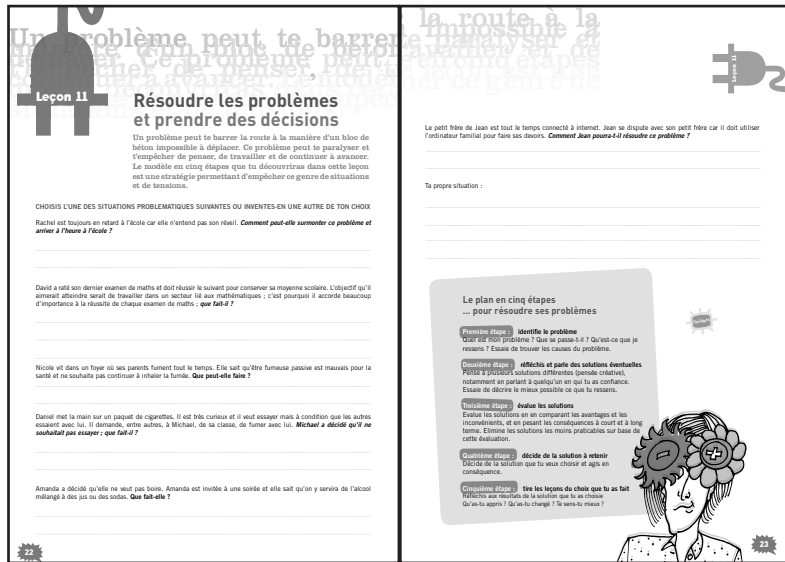 Un problème peut te barrer la route à la
Leçon 11
Résoudre les problèmes
et prendre des décisions
Un problème peut te barrer la route à la manière d'un bloc de
béton impossible à déplacer. Ce problème peut te paralyser et
t'empêcher de penser, de travailler et de continuer à avancer.
Le modèle en cinq étapes que tu découvriras dans cette leçon
est une stratégie permettant d'empêcher ce genre de situations
et de tensions.
CHOISIS L'UNE DES SITUATIONS PROBLEMATIQUES SUIVANTES OU INVENTES-EN UNE AUTRE DE TON CHOIX
Rachel est toujours en retard à l'école car elle n'entend pas son réveil. Comment peut-elle surmonter ce problème et
arriver à l'heure à l'école ?
David a raté son dernier examen de maths et doit réussir le suivant pour conserver sa moyenne scolaire. L'objectif qu'il
aimerait atteindre serait de travailler dans un secteur lié aux mathématiques ; c'est pourquoi il accorde beaucoup
d'importance à la réussite de chaque examen de maths ; que fait-il ?
Nicole vit dans un foyer où ses parents fument tout le temps. Elle sait qu'être fumeuse passive est mauvais pour la
santé et ne souhaite pas continuer à inhaler la fumée. Que peut-elle faire ?
Daniel met la main sur un paquet de cigarettes. Il est très curieux et il veut essayer mais à condition que les autres
essaient avec lui. Il demande, entre autres, à Michael, de sa classe, de fumer avec lui. Michael a décidé qu'il ne
souhaitait pas essayer ; que fait-il ?
Amanda a décidé qu'elle ne veut pas boire. Amanda est invitée à une soirée et elle sait qu'on y servira de l'alcool
mélangé à des jus ou des sodas. Que fait-elle ?
22
Leçon 11
Le petit frère de Jean est tout le temps connecté à internet. Jean se dispute avec son petit frère car il doit utiliser
l'ordinateur familial pour faire ses devoirs. Comment Jean pourra-t-il résoudre ce problème ?
Ta propre situation :
Le plan en cinq étapes
... pour résoudre ses problèmes
Première étape : identifie le problème
Quel est mon problème ? Que se passe-t-il ? Qu'est-ce que je
ressens ? Essaie de trouver les causes du problème.
Deuxième étape : réfléchis et parle des solutions éventuelles
Pense à plusieurs solutions différentes (pensée créative),
notamment en parlant à quelqu'un en qui tu as confiance.
Essaie de décrire le mieux possible ce que tu ressens.
Troisième étape : évalue les solutions
Evalue les solutions en en comparant les avantages et les
inconvénients, et en pesant les conséquences à court et à long
terme. Elimine les solutions les moins praticables sur base de
cette évaluation.
Quatrième étape : décide de la solution à retenir
Décide de la solution que tu veux choisir et agis en
conséquence.
Cinquième étape : tire les leçons du choix que tu as fait
Réfléchis aux résultats de la solution que tu as choisie
Qu'as-tu appris ? Qu'as-tu changé ? Te sens-tu mieux ?
23